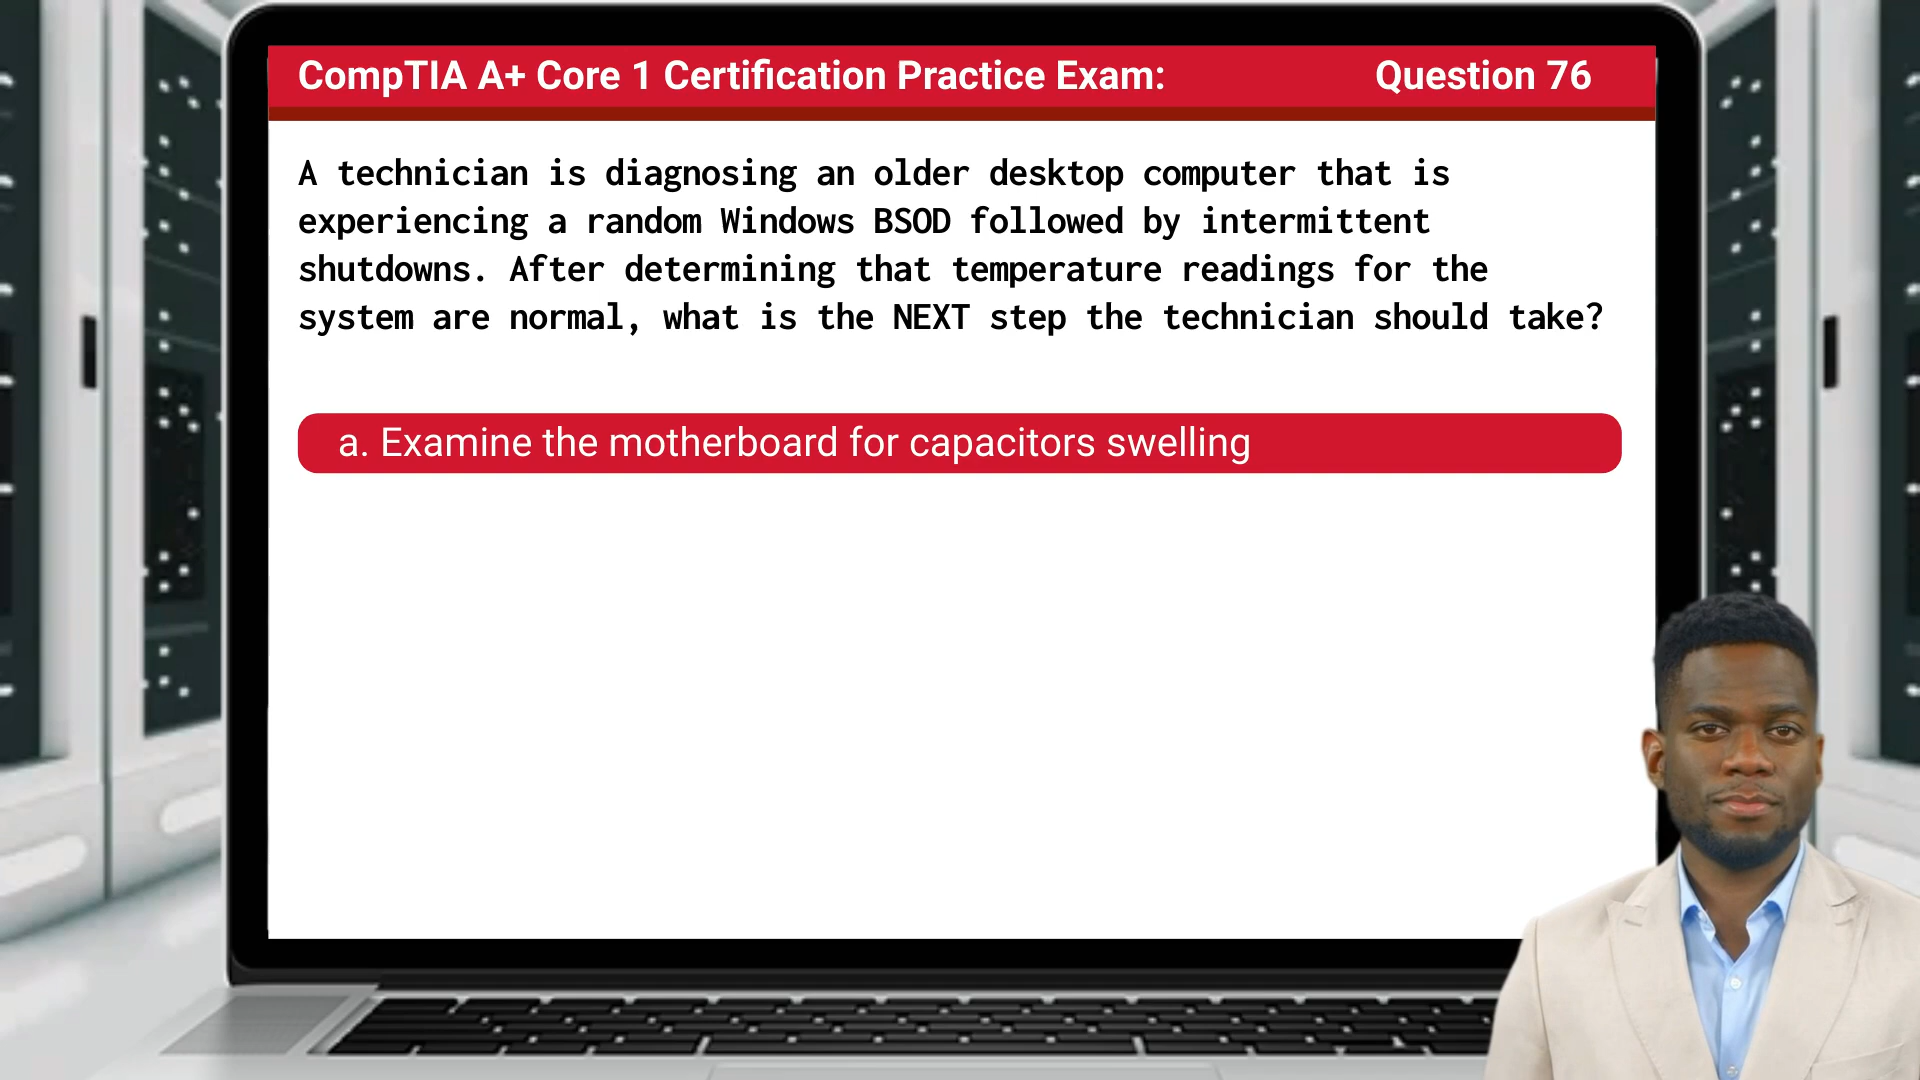 CompTIA A+ Core 1 Certification Practice Exam: Question 76
A technician is diagnosing an older desktop computer that is
experiencing a random Windows BSOD followed by intermittent
shutdowns. After determining that temperature readings for the
system are normal, what is the NEXT step the technician should take?
a. Examine the motherboard for capacitors swelling